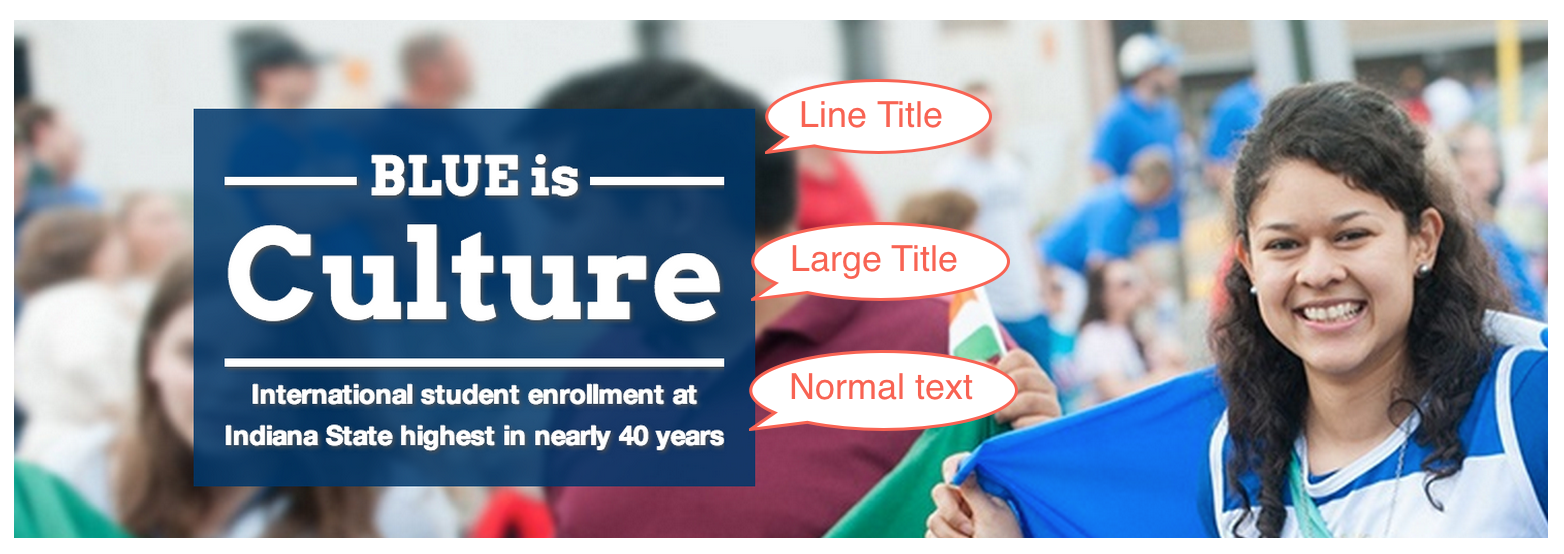 BLUE is
Culture
International student enrollment at
Indiana State highest in nearly 40 years
Line Title
Large Title
Normal text